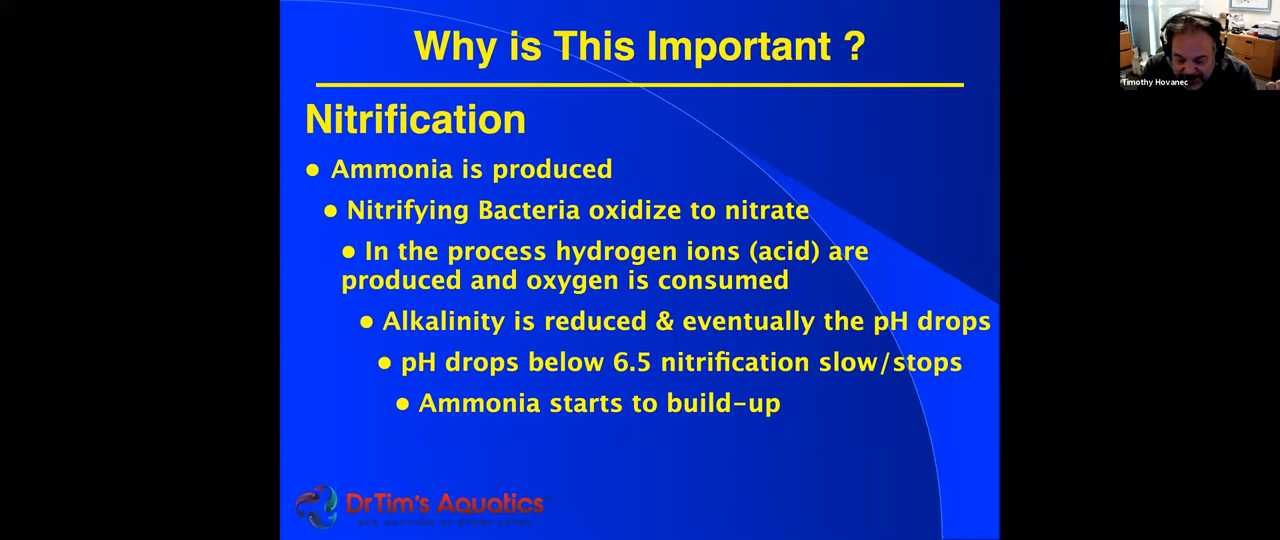 Why is This Important ?
Timothy Hovanec
Nitrification
● Ammonia is produced
● Nitrifying Bacteria oxidize to nitrate
● In the process hydrogen ions (acid) are
produced and oxygen is consumed
● Alkalinity is reduced & eventually the pH drops
● pH drops below 6.5 nitrification slow/stops
● Ammonia starts to build-up
DrTim's Aquatics